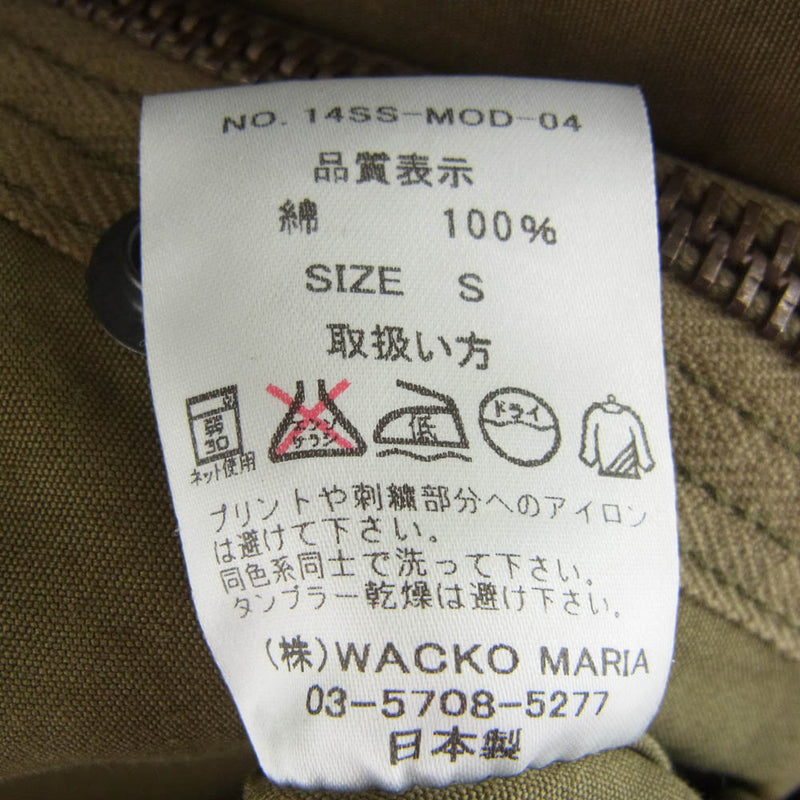 NO. 14SS-MOD-04
品質表示
綿 100%
SIZE S
取扱い方
弱 30 エンソサラシ 低 ドライ
ネット使用
プリントや刺繍部分へのアイロン
は避けて下さい。
同色系同士で洗って下さい。
タンブラー乾燥は避け下さい。
(株)WACKO MARIA
03-5708-5277
日本製